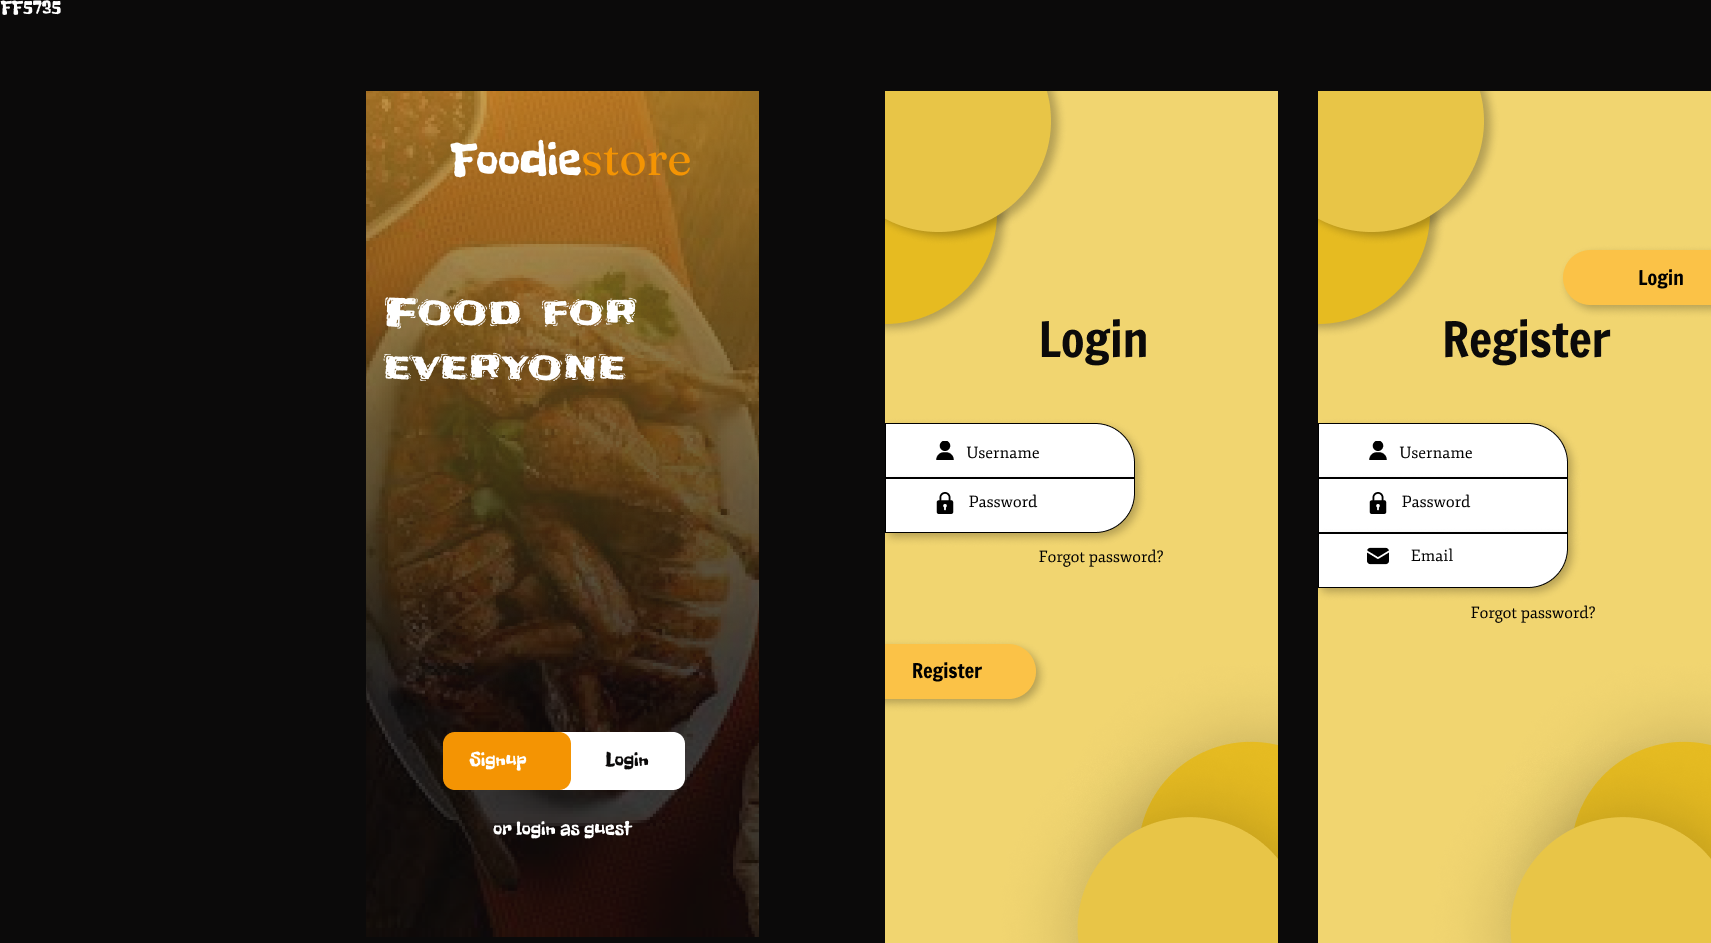 FF5735
Foodiestore
Food for
everyone
Signup
Login
or login as guest
Login
Username
Password
Forgot password?
Register
Login
Register
Username
Password
Email
Forgot password?